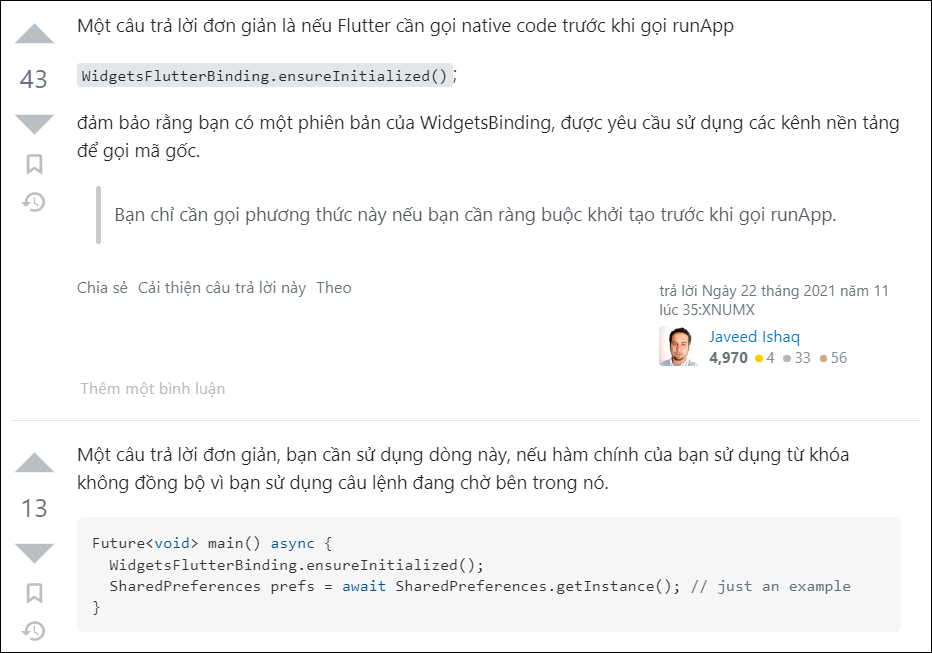 Một câu trả lời đơn giản là nếu Flutter cần gọi native code trước khi gọi runApp
43
WidgetsFlutterBinding.ensureInitialized();
đảm bảo rằng bạn có một phiên bản của WidgetsBinding, được yêu cầu sử dụng các kênh nền tảng
để gọi mã gốc.
Bạn chỉ cần gọi phương thức này nếu bạn cần ràng buộc khởi tạo trước khi gọi runApp.
Chia sẻ Cải thiện câu trả lời này Theo
trả lời Ngày 22 tháng 2021 năm 11
lúc 35:XNUMX
Javeed Ishaq
4,970 4 33 56
Thêm một bình luận
Một câu trả lời đơn giản, bạn cần sử dụng dòng này, nếu hàm chính của bạn sử dụng từ khóa
không đồng bộ vì bạn sử dụng câu lệnh đang chờ bên trong nó.
13
Future<void> main() async {
  WidgetsFlutterBinding.ensureInitialized();
  SharedPreferences prefs = await SharedPreferences.getInstance(); // just an example
}